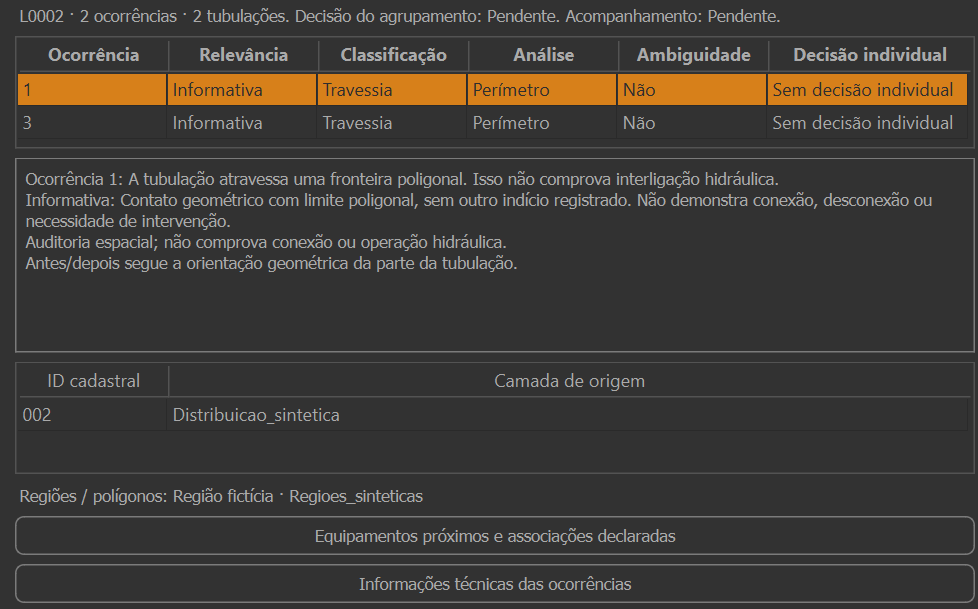 L0002 · 2 ocorrências · 2 tubulações. Decisão do agrupamento: Pendente. Acompanhamento: Pendente.
Ocorrência Relevância Classificação Análise Ambiguidade Decisão individual
1 Informativa Travessia Perímetro Não Sem decisão individual
3 Informativa Travessia Perímetro Não Sem decisão individual
Ocorrência 1: A tubulação atravessa uma fronteira poligonal. Isso não comprova interligação hidráulica.
Informativa: Contato geométrico com limite poligonal, sem outro indício registrado. Não demonstra conexão, desconexão ou
necessidade de intervenção.
Auditoria espacial; não comprova conexão ou operação hidráulica.
Antes/depois segue a orientação geométrica da parte da tubulação.
ID cadastral Camada de origem
002 Distribuicao_sintetica
Regiões / polígonos: Região fictícia · Regioes_sinteticas
Equipamentos próximos e associações declaradas
Informações técnicas das ocorrências